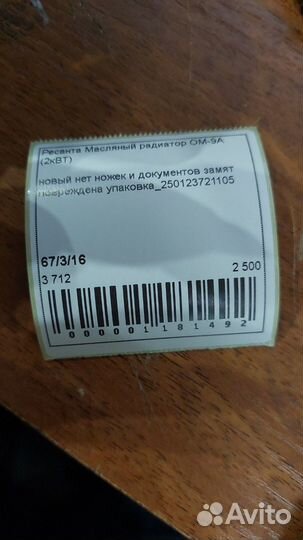 Ресанта Масляный радиатор ОМ-9А
(2кВТ)
новый нет ножек и документов замят
повреждена упаковка_250123721105
67/3/16
3 712
2 500
000001181492
Avito